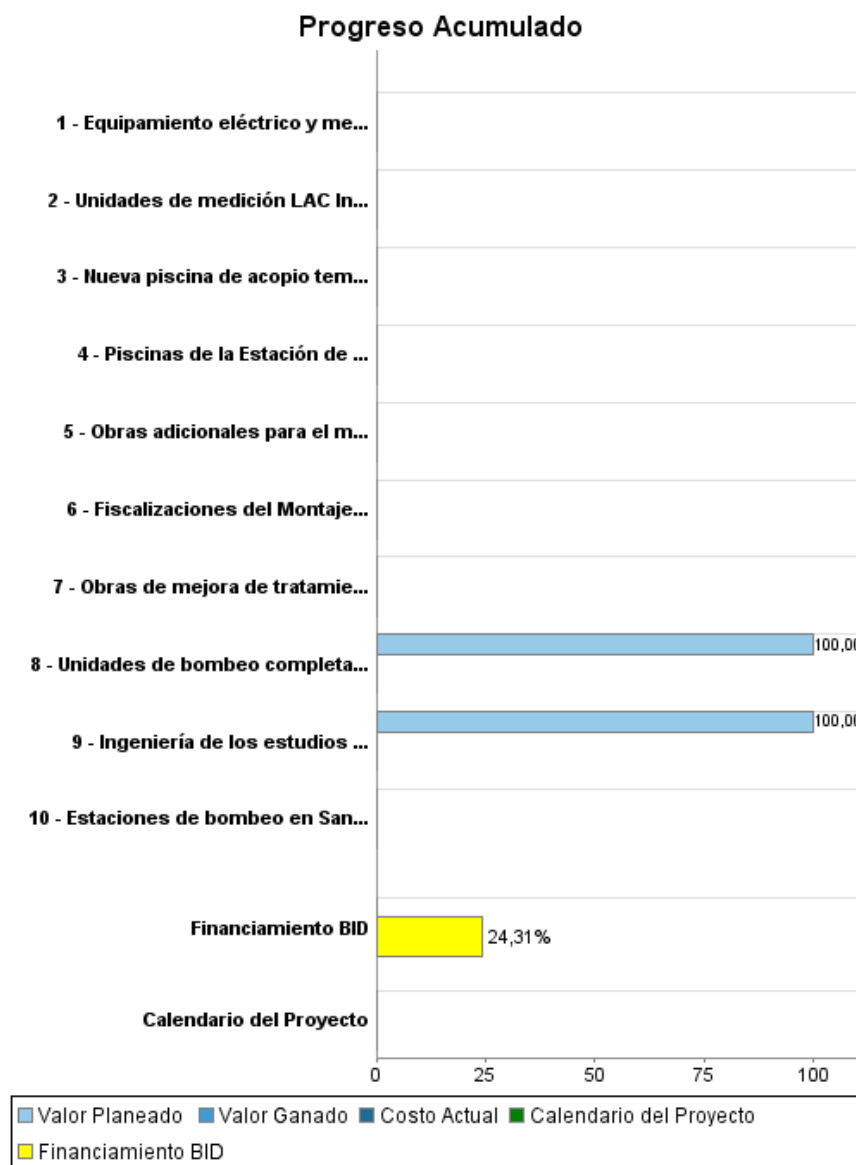 Progreso Acumulado
1 - Equipamiento eléctrico y me...
2 - Unidades de medición LAC In...
3 - Nueva piscina de acopio tem...
4 - Piscinas de la Estación de ...
5 - Obras adicionales para el m...
6 - Fiscalizaciones del Montaje...
7 - Obras de mejora de tratamie...
8 - Unidades de bombeo completa...
100,00
9 - Ingeniería de los estudios ...
100,00
10 - Estaciones de bombeo en San...
Financiamiento BID
24,31%
Calendario del Proyecto
0 25 50 75 100
Valor Planeado Valor Ganado Costo Actual Calendario del Proyecto
Financiamiento BID